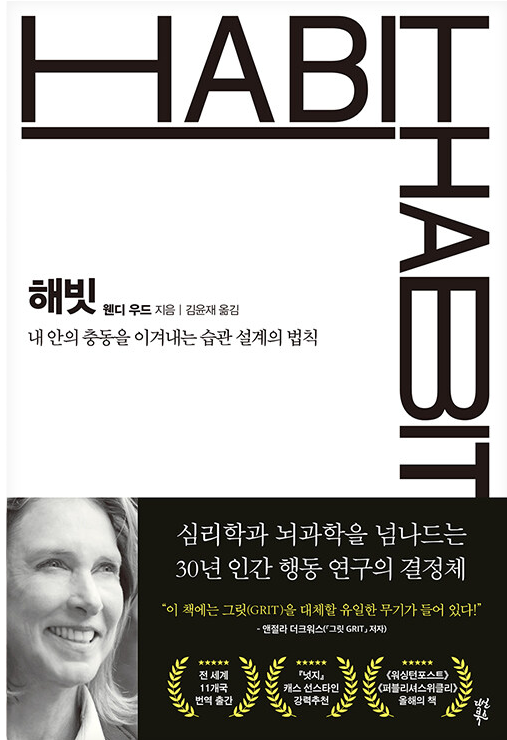 HABIT
HABIT
해빗 웬디 우드 지음 | 김윤재 옮김
내 안의 충동을 이겨내는 습관 설계의 법칙
심리학과 뇌과학을 넘나드는
30년 인간 행동 연구의 결정체
“이 책에는 그릿(GRIT)을 대체할 유일한 무기가 들어 있다!”
- 앤절라 더크워스(『그릿 GRIT』 저자)
★★★★★
전 세계
11개국
번역 출간
★★★★★
『넛지』
캐스 선스타인
강력추천
★★★★★
《워싱턴포스트》
《퍼블리셔스위클리》
올해의 책
다산북스